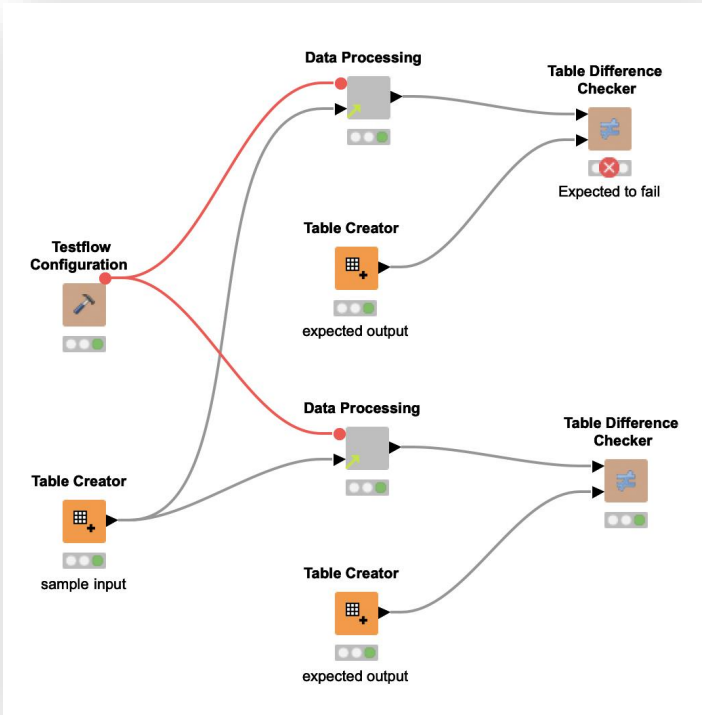 Data Processing
Table Difference
Checker
Expected to fail
Table Creator
expected output
Testflow
Configuration
Data Processing
Table Difference
Checker
Table Creator
sample input
Table Creator
expected output